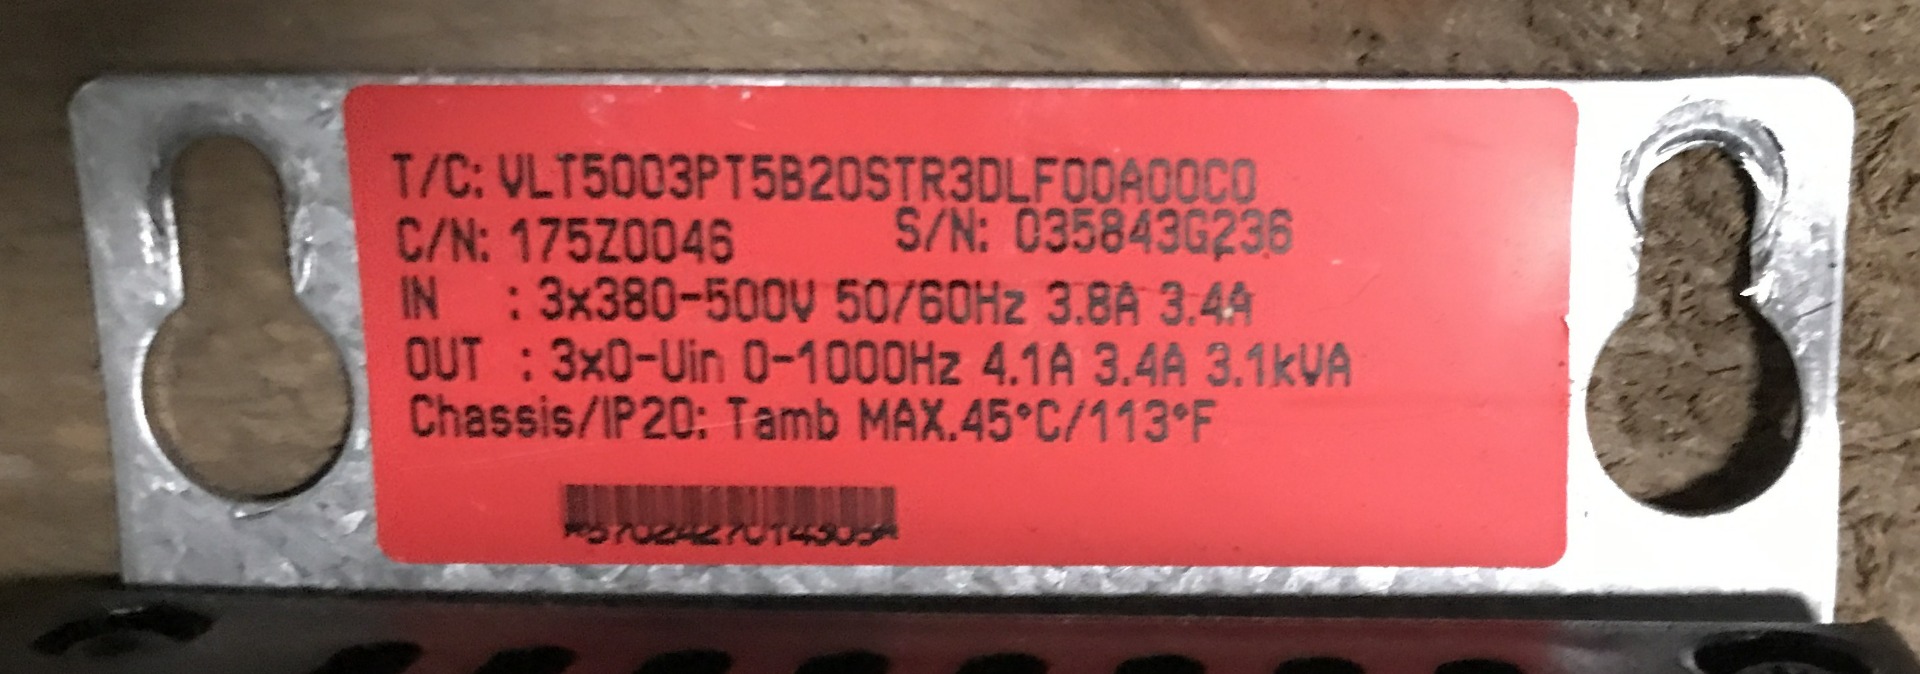 T/C: VLT5003PT5B20STR3DLF00A00C0
C/N: 175Z0046 S/N: 035843G236
IN : 3x380-500V 50/60Hz 3.8A 3.4A
OUT : 3x0-Uin 0-1000Hz 4.1A 3.4A 3.1kVA
Chassis/IP20: Tamb MAX.45°C/113°F